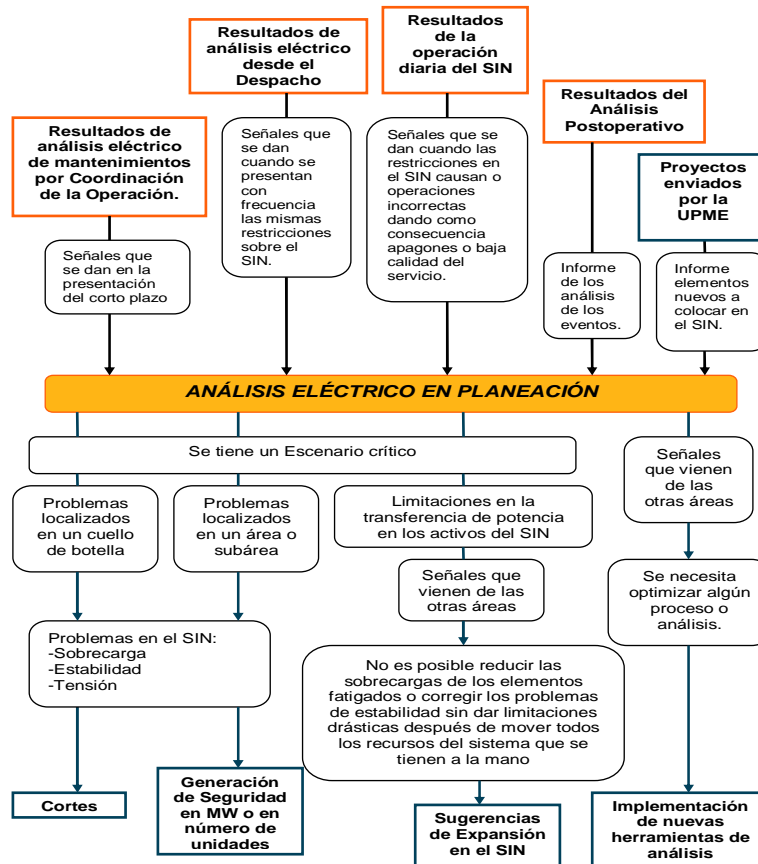 Resultados de
análisis eléctrico
desde el
Despacho
Resultados
de la
operación
diaria del SIN
Resultados del
Análisis
Postoperativo
Resultados de
análisis eléctrico
de mantenimientos
por Coordinación
de la Operación.
Proyectos
enviados
por la
UPME
Señales que
se dan
cuando se
presentan
con
frecuencia
las mismas
restricciones
sobre el
SIN.
Señales que se
dan cuando las
restricciones en
el SIN causan o
operaciones
incorrectas
dando como
consecuencia
apagones o baja
calidad del
servicio.
Señales que
se dan en la
presentación
del corto plazo
Informe
de los
análisis
de los
eventos.
Informe
elementos
nuevos a
colocar en
el SIN.
ANÁLISIS ELÉCTRICO EN PLANEACIÓN
Se tiene un Escenario crítico
Señales
que vienen
de las
otras áreas
Problemas
localizados
en un cuello
de botella
Problemas
localizados
en un área o
subárea
Limitaciones en la
transferencia de potencia
en los activos del SIN
Señales que
vienen de las
otras áreas
Se necesita
optimizar algún
proceso o
análisis.
Problemas en el SIN:
-Sobrecarga
-Estabilidad
-Tensión
No es posible reducir las
sobrecargas de los elementos
fatigados o corregir los problemas
de estabilidad sin dar limitaciones
drásticas después de mover todos
los recursos del sistema que se
tienen a la mano
Cortes
Generación
de Seguridad
en MW o en
número de
unidades
Sugerencias
de Expansión
en el SIN
Implementación
de nuevas
herramientas de
análisis